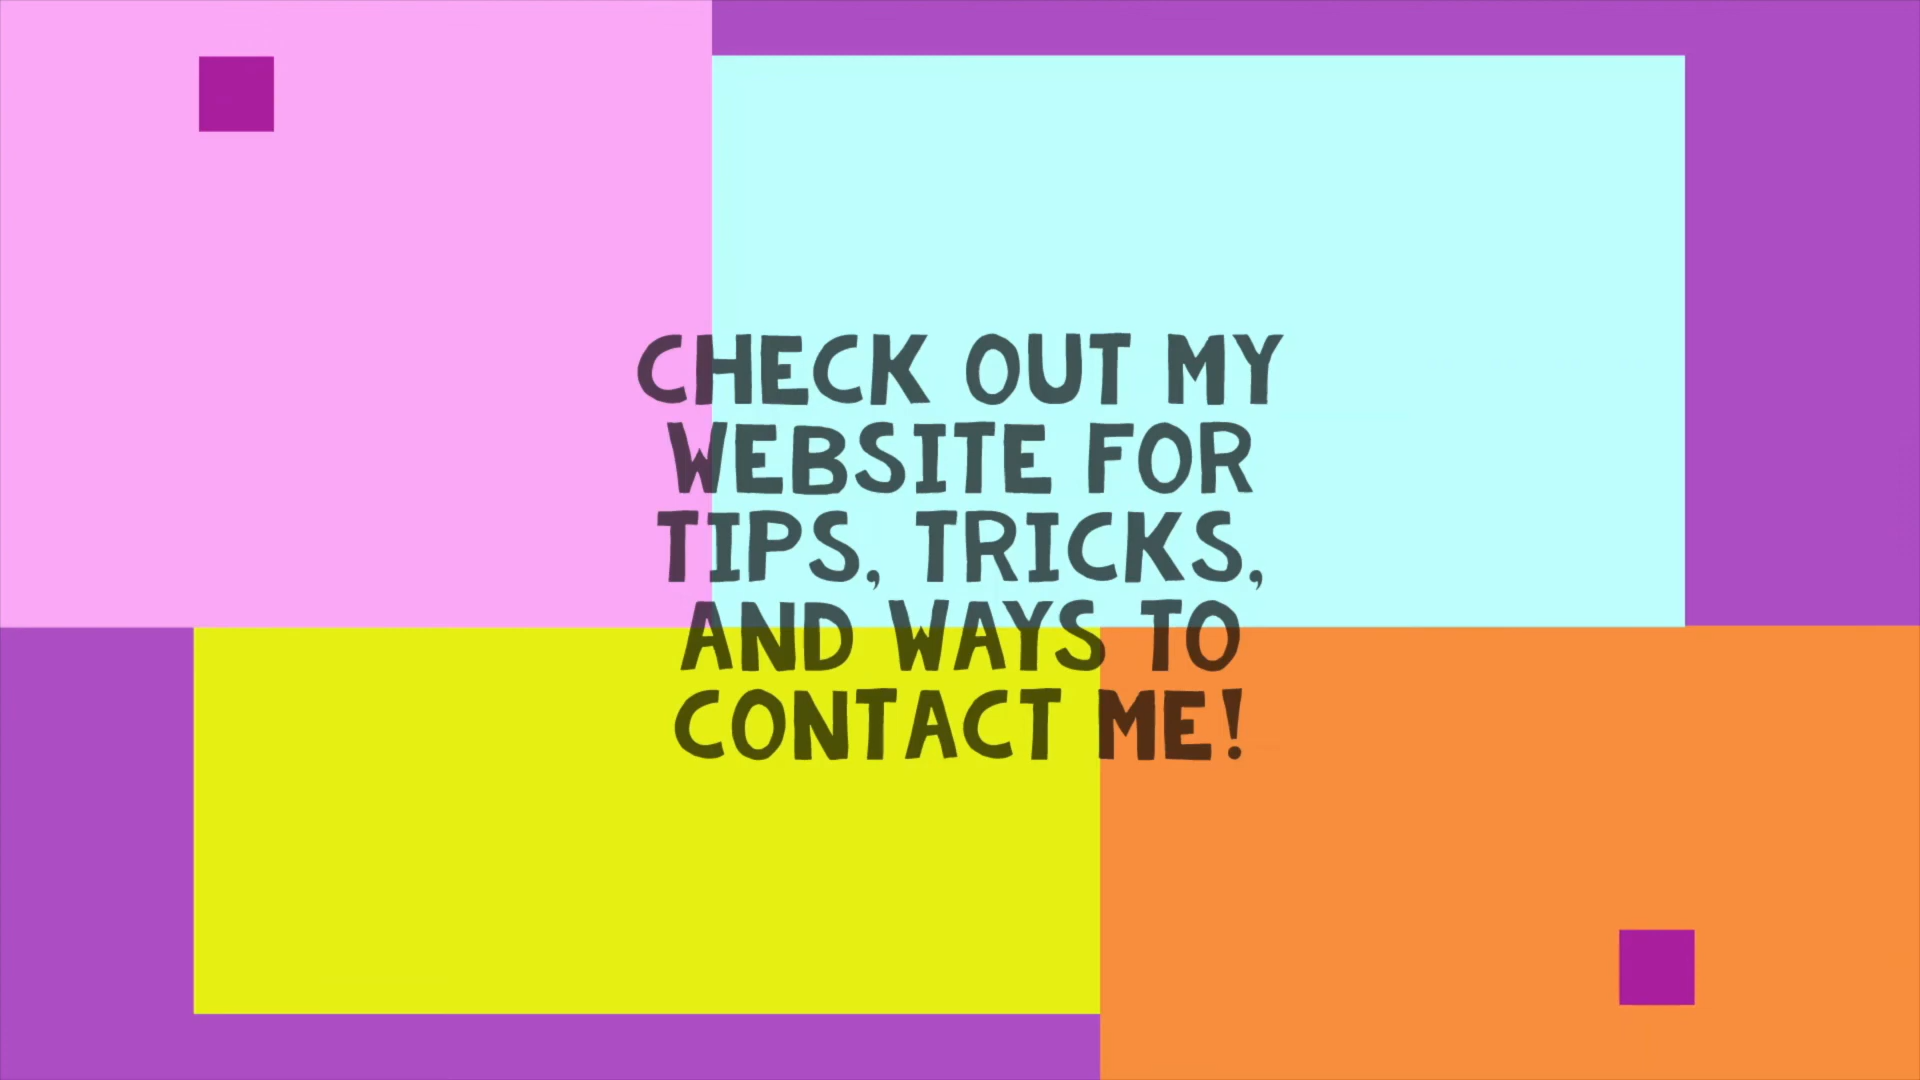 CHECK OUT MY
WEBSITE FOR
TIPS, TRICKS,
AND WAYS TO
CONTACT ME!